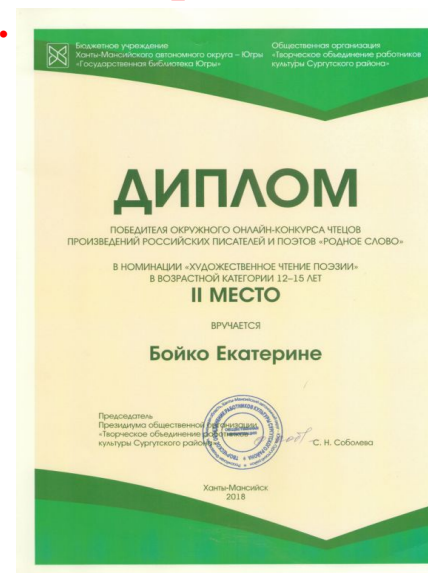 Бюджетное учреждение
Ханты-Мансийского автономного округа – Югры
«Государственная библиотека Югры»
Общественная организация
«Творческое объединение работников
культуры Сургутского района»
ДИПЛОМ
ПОБЕДИТЕЛЯ ОКРУЖНОГО ОНЛАЙН-КОНКУРСА ЧТЕЦОВ
ПРОИЗВЕДЕНИЙ РОССИЙСКИХ ПИСАТЕЛЕЙ И ПОЭТОВ «РОДНОЕ СЛОВО»
В НОМИНАЦИИ «ХУДОЖЕСТВЕННОЕ ЧТЕНИЕ ПОЭЗИИ»
В ВОЗРАСТНОЙ КАТЕГОРИИ 12–15 ЛЕТ
II МЕСТО
ВРУЧАЕТСЯ
Бойко Екатерине
Председатель
Президиума общественной организации
«Творческое объединение работников
культуры Сургутского района»
С. Н. Соболева
Ханты-Мансийск
2018